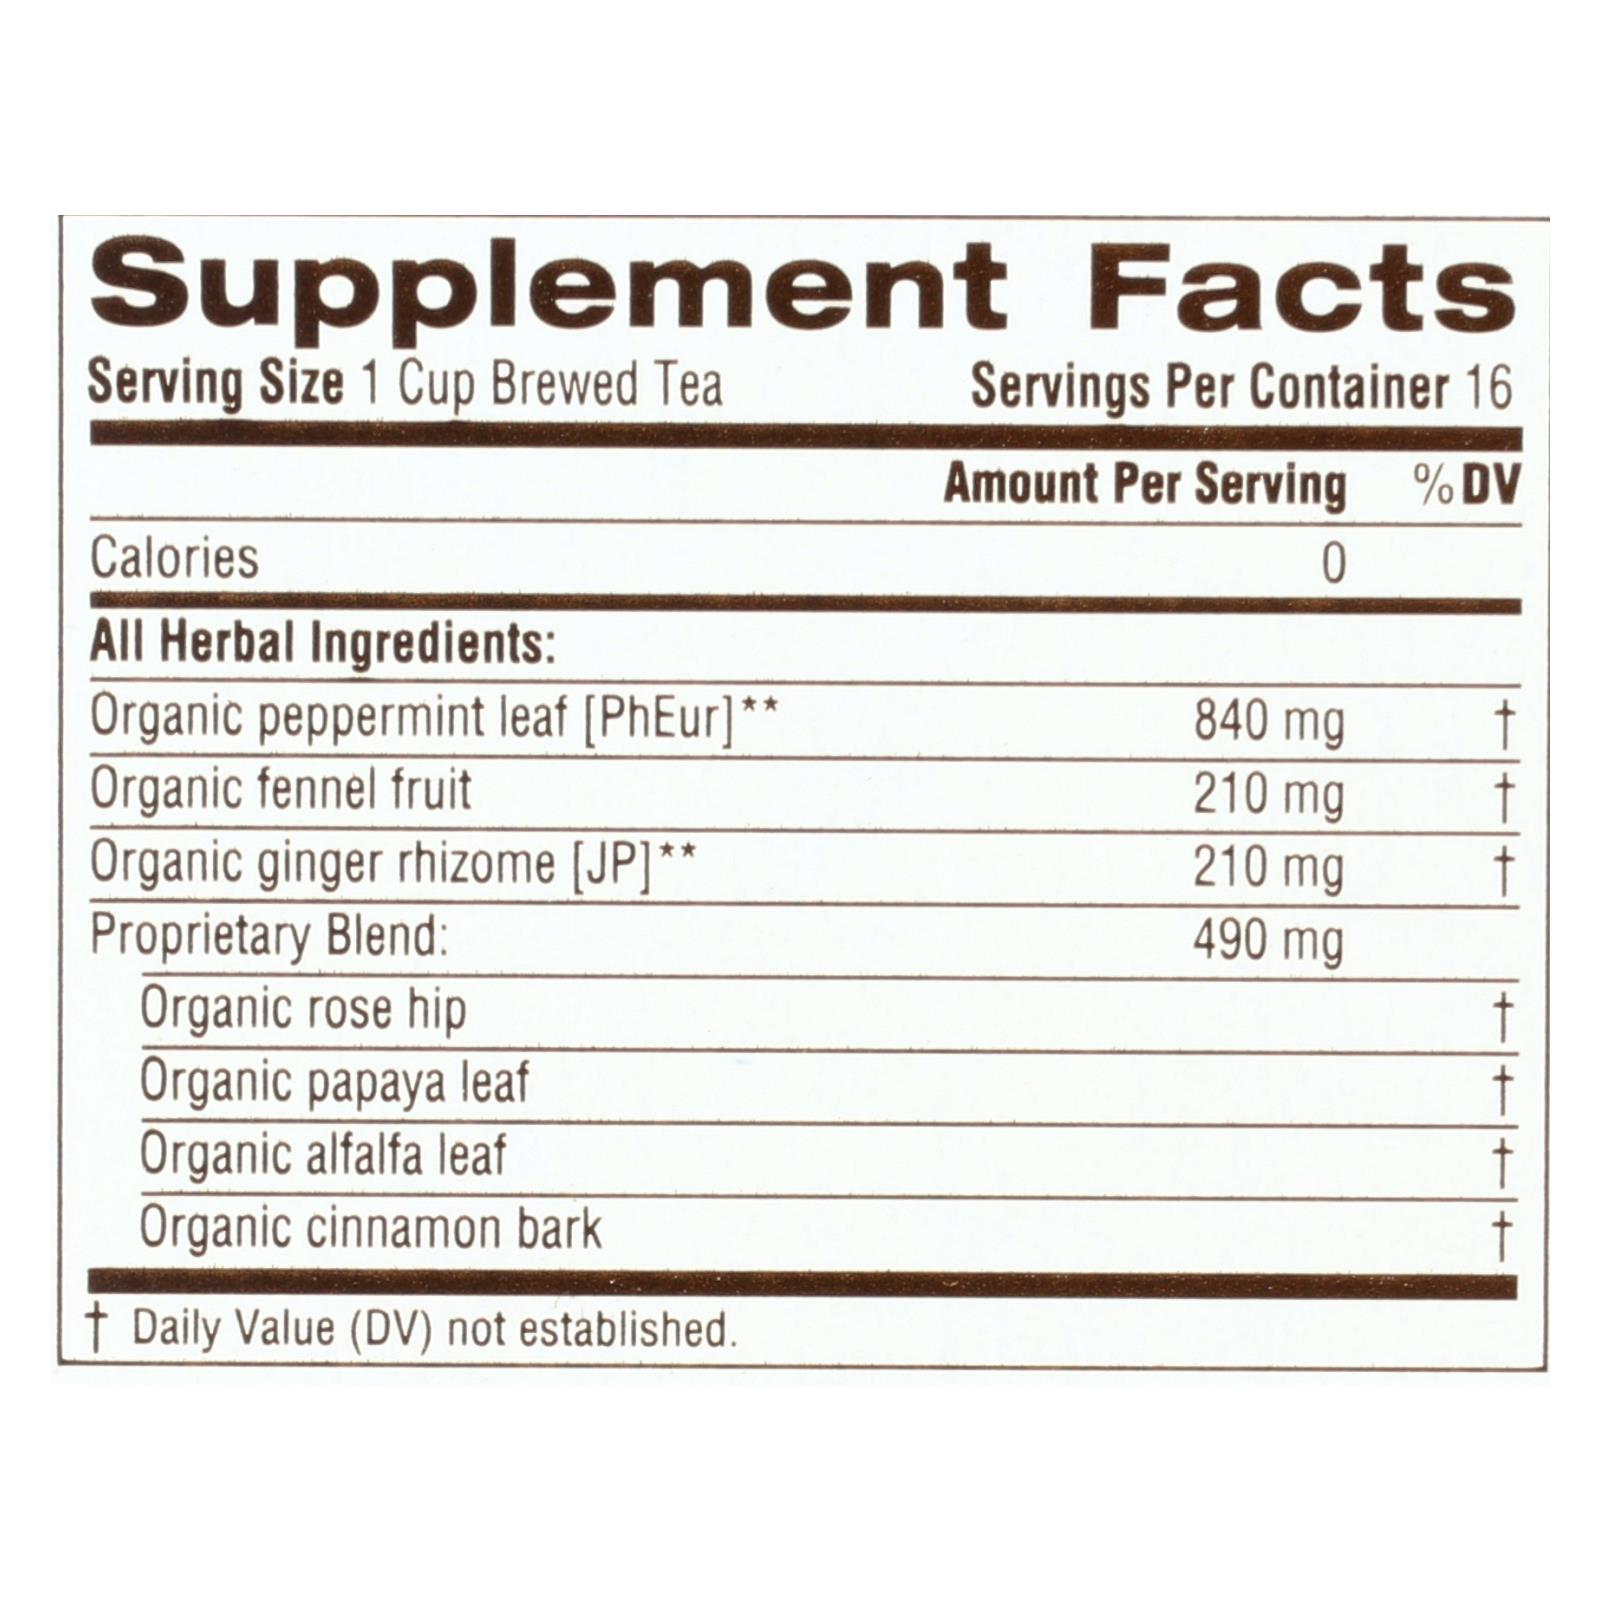 Supplement Facts
Serving Size 1 Cup Brewed Tea Servings Per Container 16
Amount Per Serving % DV
Calories 0
All Herbal Ingredients:
Organic peppermint leaf [PhEur]** 840 mg †
Organic fennel fruit 210 mg †
Organic ginger rhizome [JP]** 210 mg †
Proprietary Blend: 490 mg
Organic rose hip †
Organic papaya leaf †
Organic alfalfa leaf †
Organic cinnamon bark †
† Daily Value (DV) not established.